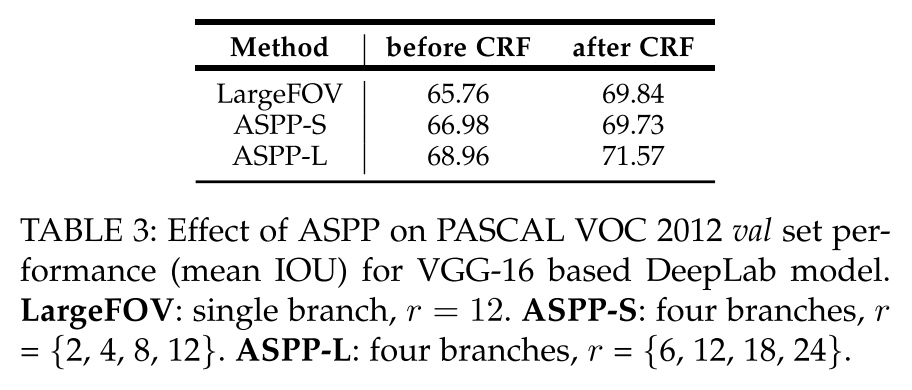 Method before CRF after CRF
LargeFOV 65.76 69.84
ASPP-S 66.98 69.73
ASPP-L 68.96 71.57
TABLE 3: Effect of ASPP on PASCAL VOC 2012 val set per-
formance (mean IOU) for VGG-16 based DeepLab model.
LargeFOV: single branch, r = 12. ASPP-S: four branches, r
= {2, 4, 8, 12}. ASPP-L: four branches, r = {6, 12, 18, 24}.